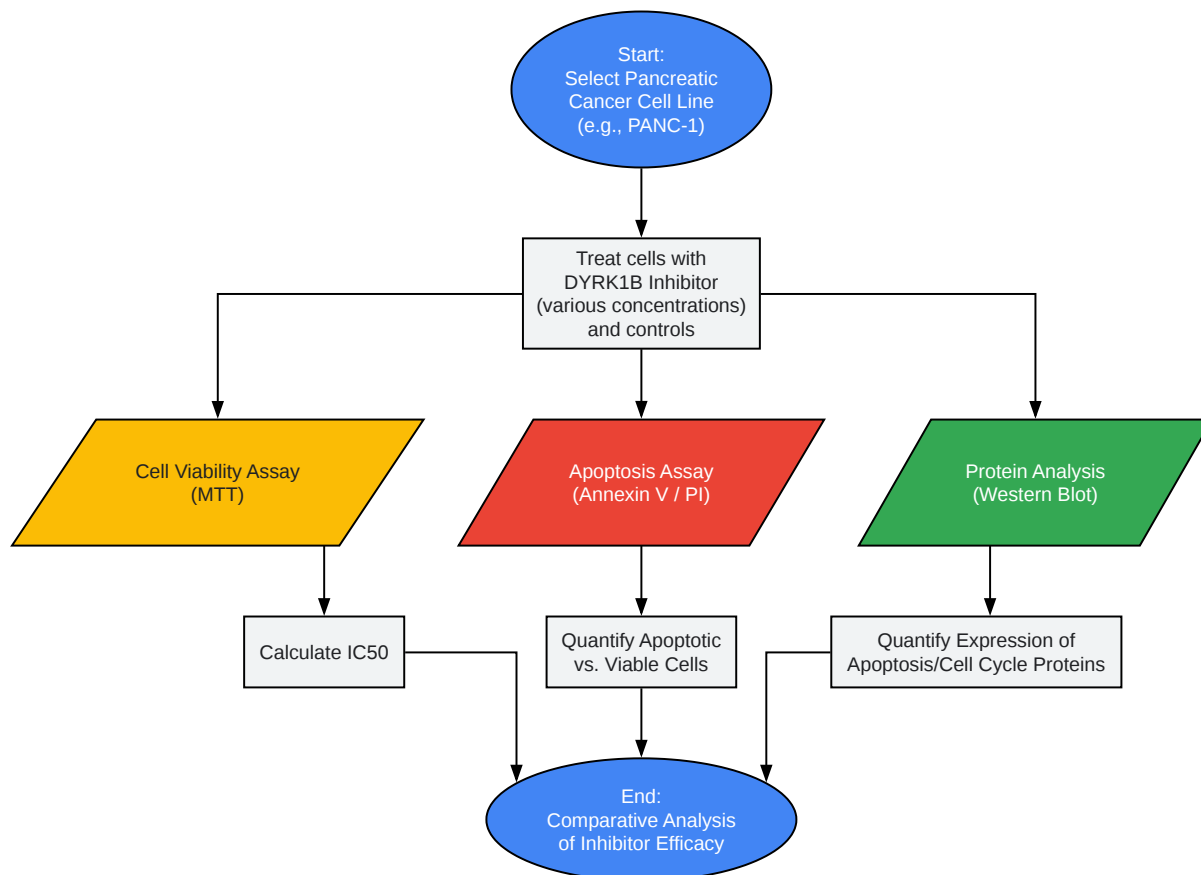 Start:
Select Pancreatic
Cancer Cell Line
(e.g., PANC-1)
Treat cells with
DYRK1B Inhibitor
(various concentrations)
and controls
Cell Viability Assay
(MTT)
Apoptosis Assay
(Annexin V / PI)
Protein Analysis
(Western Blot)
Calculate IC50
Quantify Apoptotic
vs. Viable Cells
Quantify Expression of
Apoptosis/Cell Cycle Proteins
End:
Comparative Analysis
of Inhibitor Efficacy